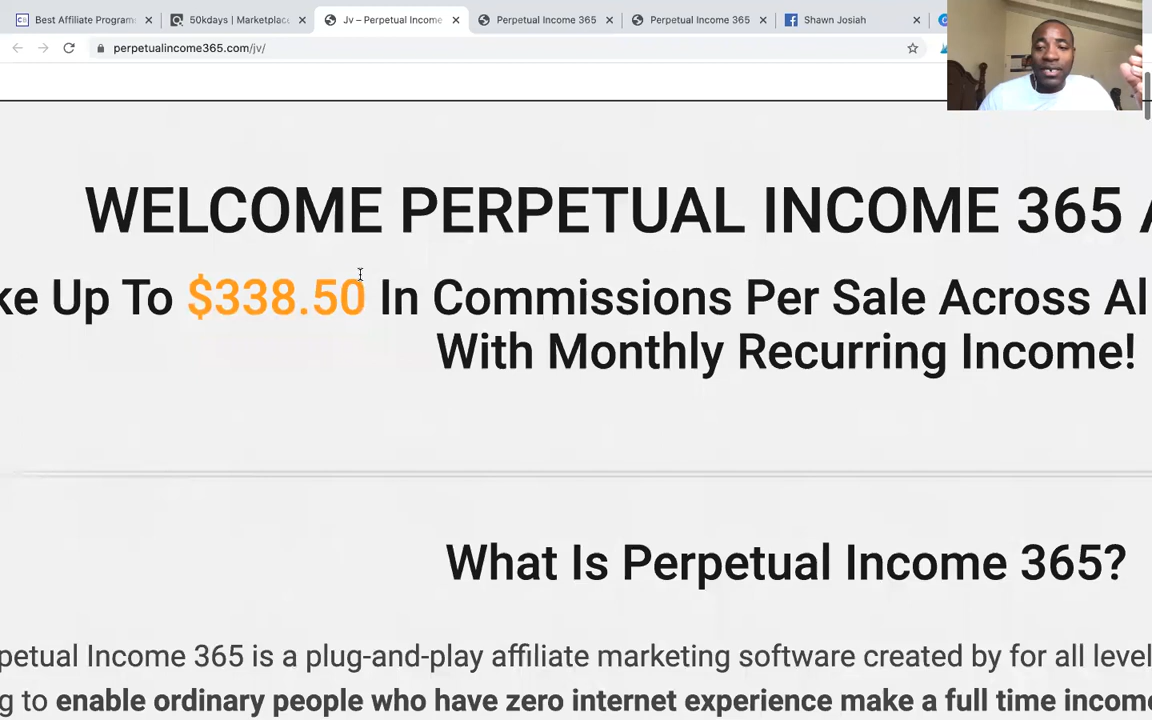 Best Affiliate Program
50kdays | Marketplace
Jv – Perpetual Income
Perpetual Income 365
Perpetual Income 365
Shawn Josiah
perpetualincome365.com/jv/
WELCOME PERPETUAL INCOME 365 A
ke Up To $338.50 In Commissions Per Sale Across Al
With Monthly Recurring Income!
What Is Perpetual Income 365?
petual Income 365 is a plug-and-play affiliate marketing software created by for all level
g to enable ordinary people who have zero internet experience make a full time income